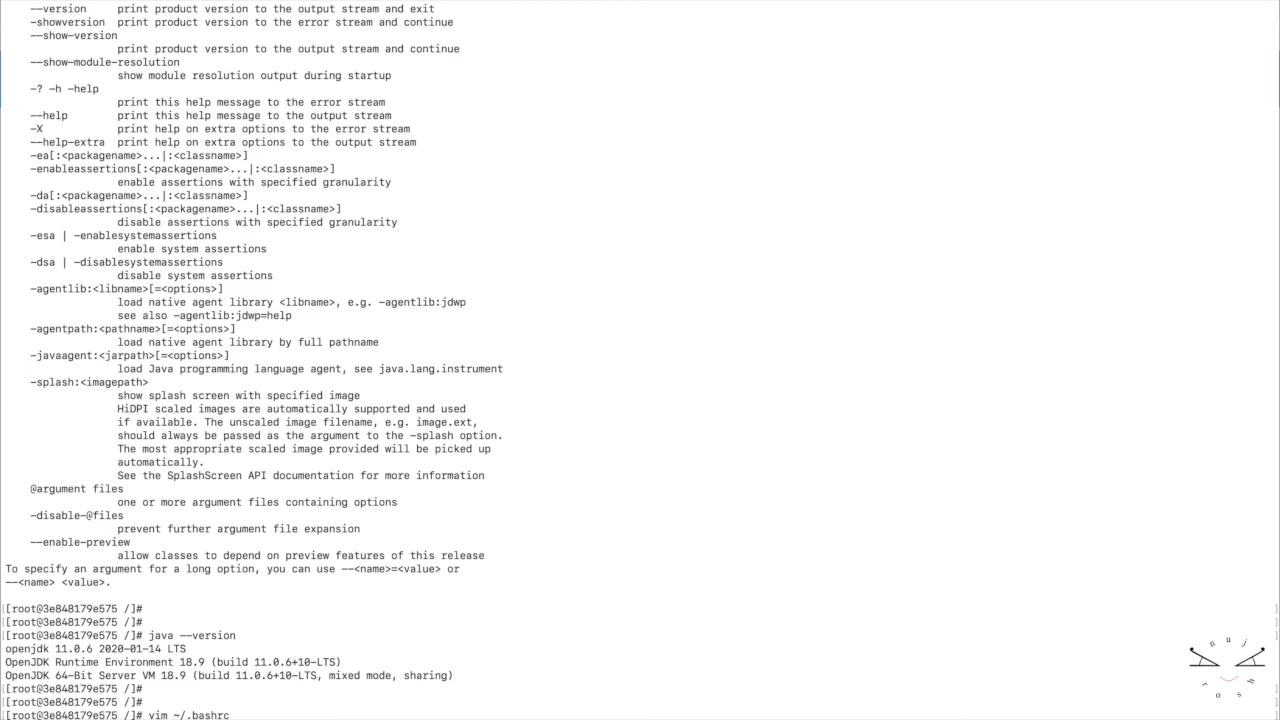 --version     print product version to the output stream and exit
    -showversion  print product version to the error stream and continue
    --show-version
                  print product version to the output stream and continue
    --show-module-resolution
                  show module resolution output during startup
    -? -h -help
                  print this help message to the error stream
    --help        print this help message to the output stream
    -X            print help on extra options to the error stream
    --help-extra  print help on extra options to the output stream
    -ea[:<packagename>...|:<classname>]
    -enableassertions[:<packagename>...|:<classname>]
                  enable assertions with specified granularity
    -da[:<packagename>...|:<classname>]
    -disableassertions[:<packagename>...|:<classname>]
                  disable assertions with specified granularity
    -esa | -enablesystemassertions
                  enable system assertions
    -dsa | -disablesystemassertions
                  disable system assertions
    -agentlib:<libname>[=<options>]
                  load native agent library <libname>, e.g. -agentlib:jdwp
                  see also -agentlib:jdwp=help
    -agentpath:<pathname>[=<options>]
                  load native agent library by full pathname
    -javaagent:<jarpath>[=<options>]
                  load Java programming language agent, see java.lang.instrument
    -splash:<imagepath>
                  show splash screen with specified image
                  HiDPI scaled images are automatically supported and used
                  if available. The unscaled image filename, e.g. image.ext,
                  should always be passed as the argument to the -splash option.
                  The most appropriate scaled image provided will be picked up
                  automatically.
                  See the SplashScreen API documentation for more information
    @argument files
                  one or more argument files containing options
    -disable-@files
                  prevent further argument file expansion
    --enable-preview
                  allow classes to depend on preview features of this release
To specify an argument for a long option, you can use --<name>=<value> or
--<name> <value>.
[root@3e848179e575 /]#
[root@3e848179e575 /]#
[root@3e848179e575 /]# java --version
openjdk 11.0.6 2020-01-14 LTS
OpenJDK Runtime Environment 18.9 (build 11.0.6+10-LTS)
OpenJDK 64-Bit Server VM 18.9 (build 11.0.6+10-LTS, mixed mode, sharing)
[root@3e848179e575 /]#
[root@3e848179e575 /]#
[root@3e848179e575 /]# vim ~/.bashrc
n u j
r o s h